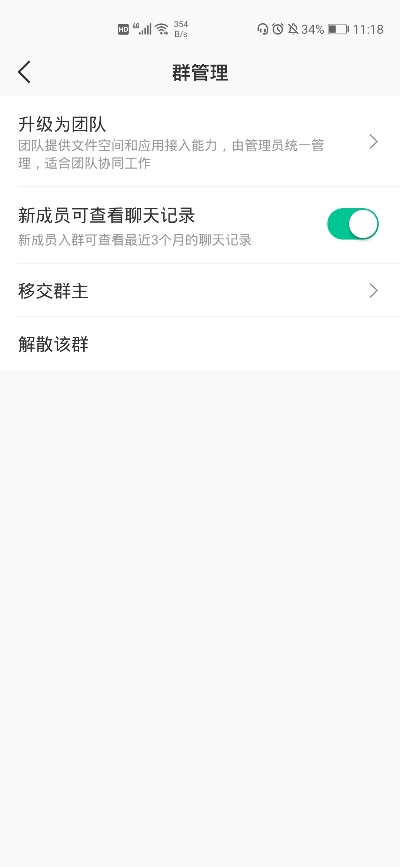 HD 4G 354 B/s 34% 11:18
群管理
升级为团队
团队提供文件空间和应用接入能力，由管理员统一管
理，适合团队协同工作
新成员可查看聊天记录
新成员入群可查看最近3个月的聊天记录
移交群主
解散该群